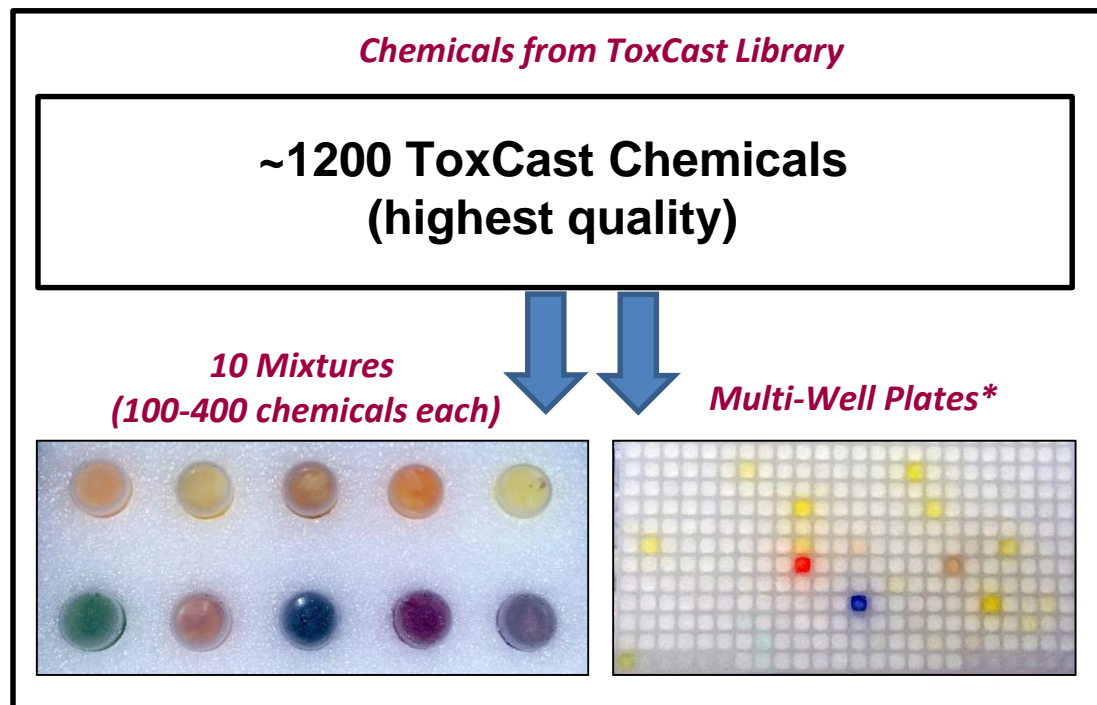 Chemicals from ToxCast Library
~1200 ToxCast Chemicals
(highest quality)
10 Mixtures
(100-400 chemicals each)
Multi-Well Plates*